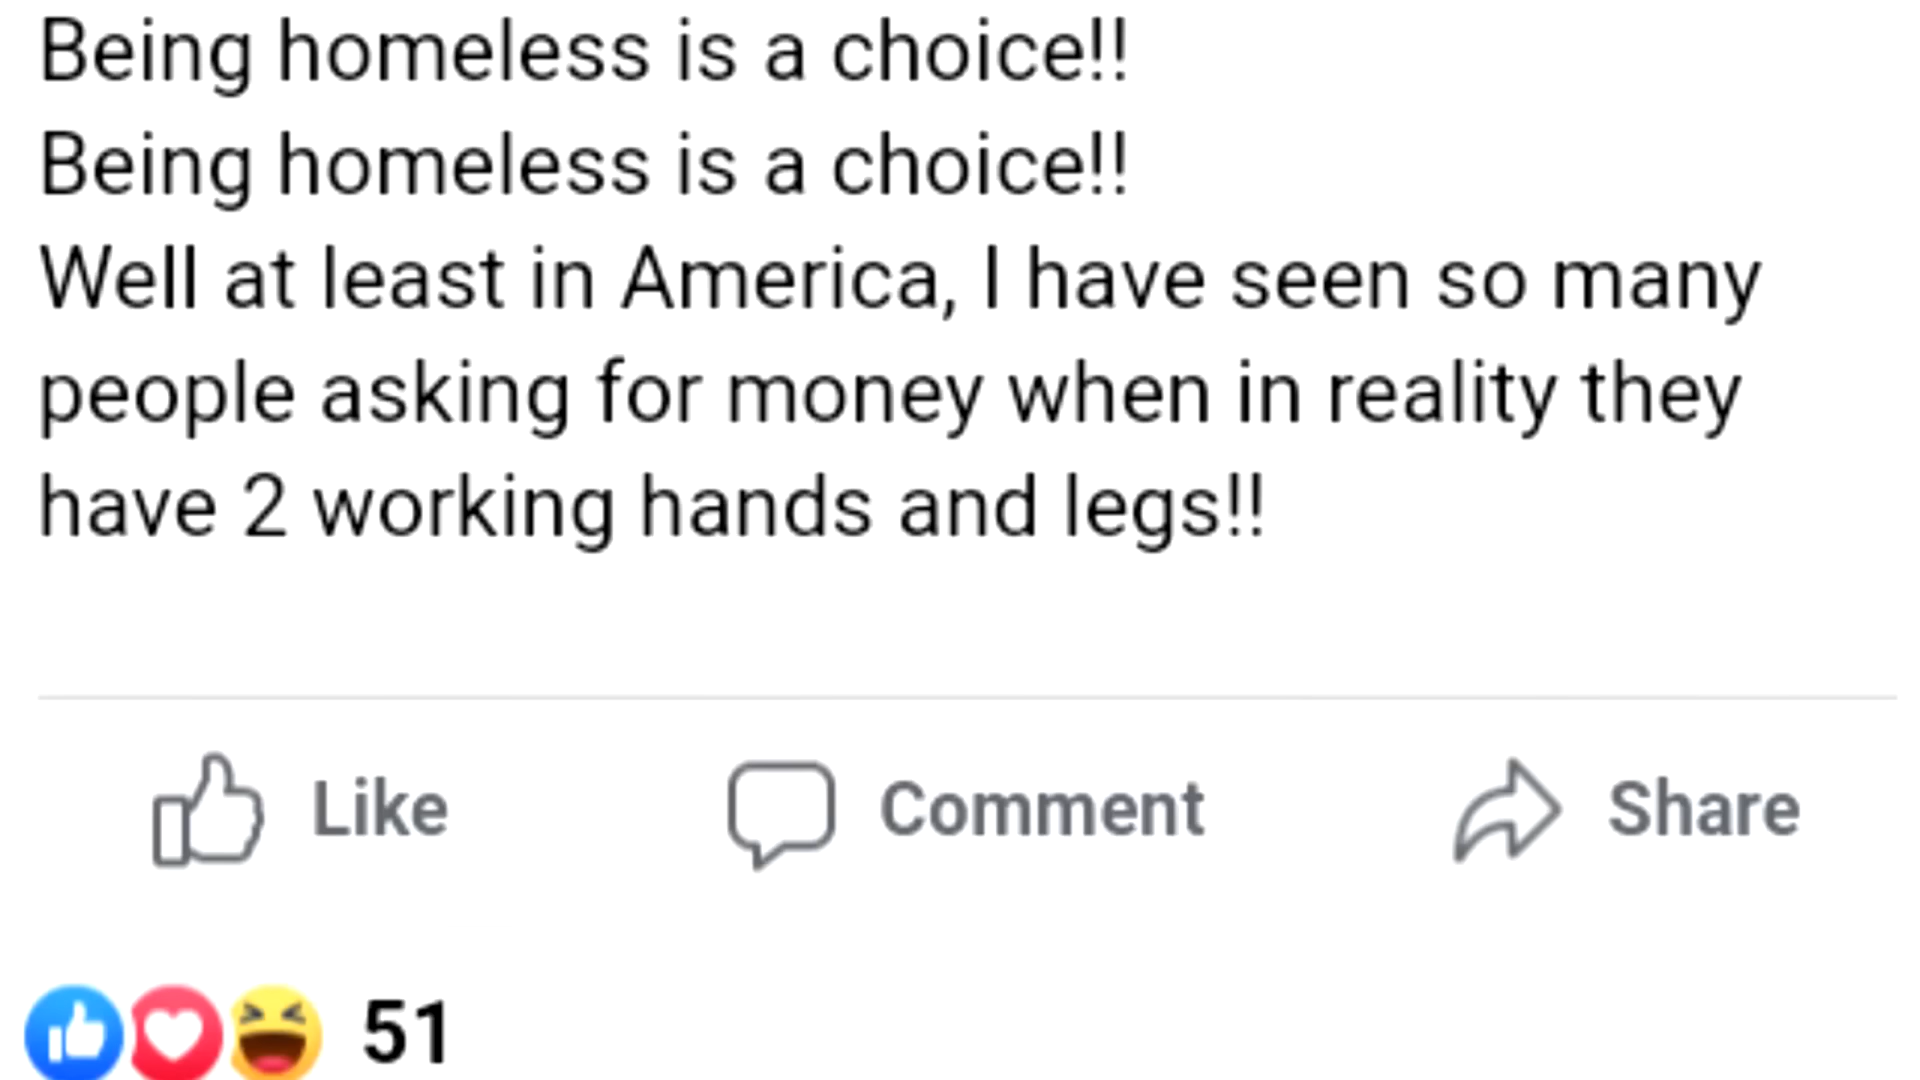 Being homeless is a choice!!
Being homeless is a choice!!
Well at least in America, I have seen so many
people asking for money when in reality they
have 2 working hands and legs!!
Like Comment Share
51